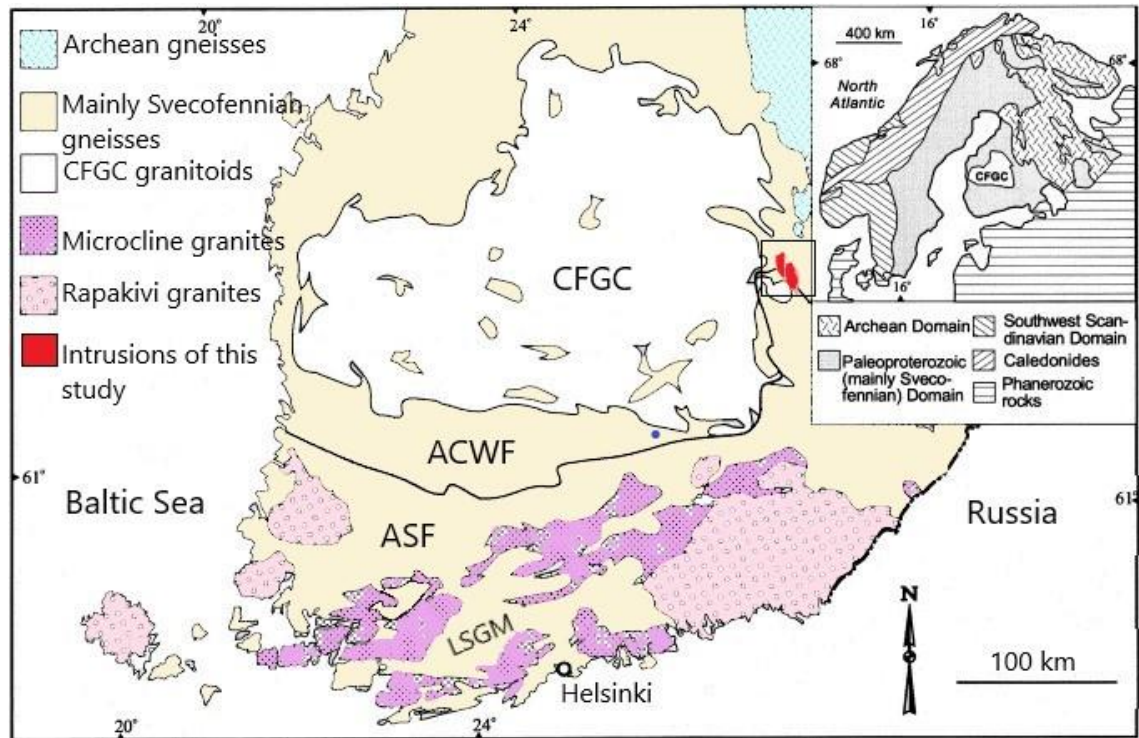 20°
24°
Archean gneisses
Mainly Svecofennian
gneisses
CFGC granitoids
Microcline granites
Rapakivi granites
Intrusions of this
study
16°
400 km
68°
68°
North
Atlantic
CFGC
16°
Archean Domain
Paleoproterozoic
(mainly Sveco-
fennian) Domain
Southwest Scan-
dinavian Domain
Caledonides
Phanerozoic
rocks
CFGC
ACWF
61°
61°
Baltic Sea
ASF
Russia
LSGM
N
100 km
Helsinki
20°
24°